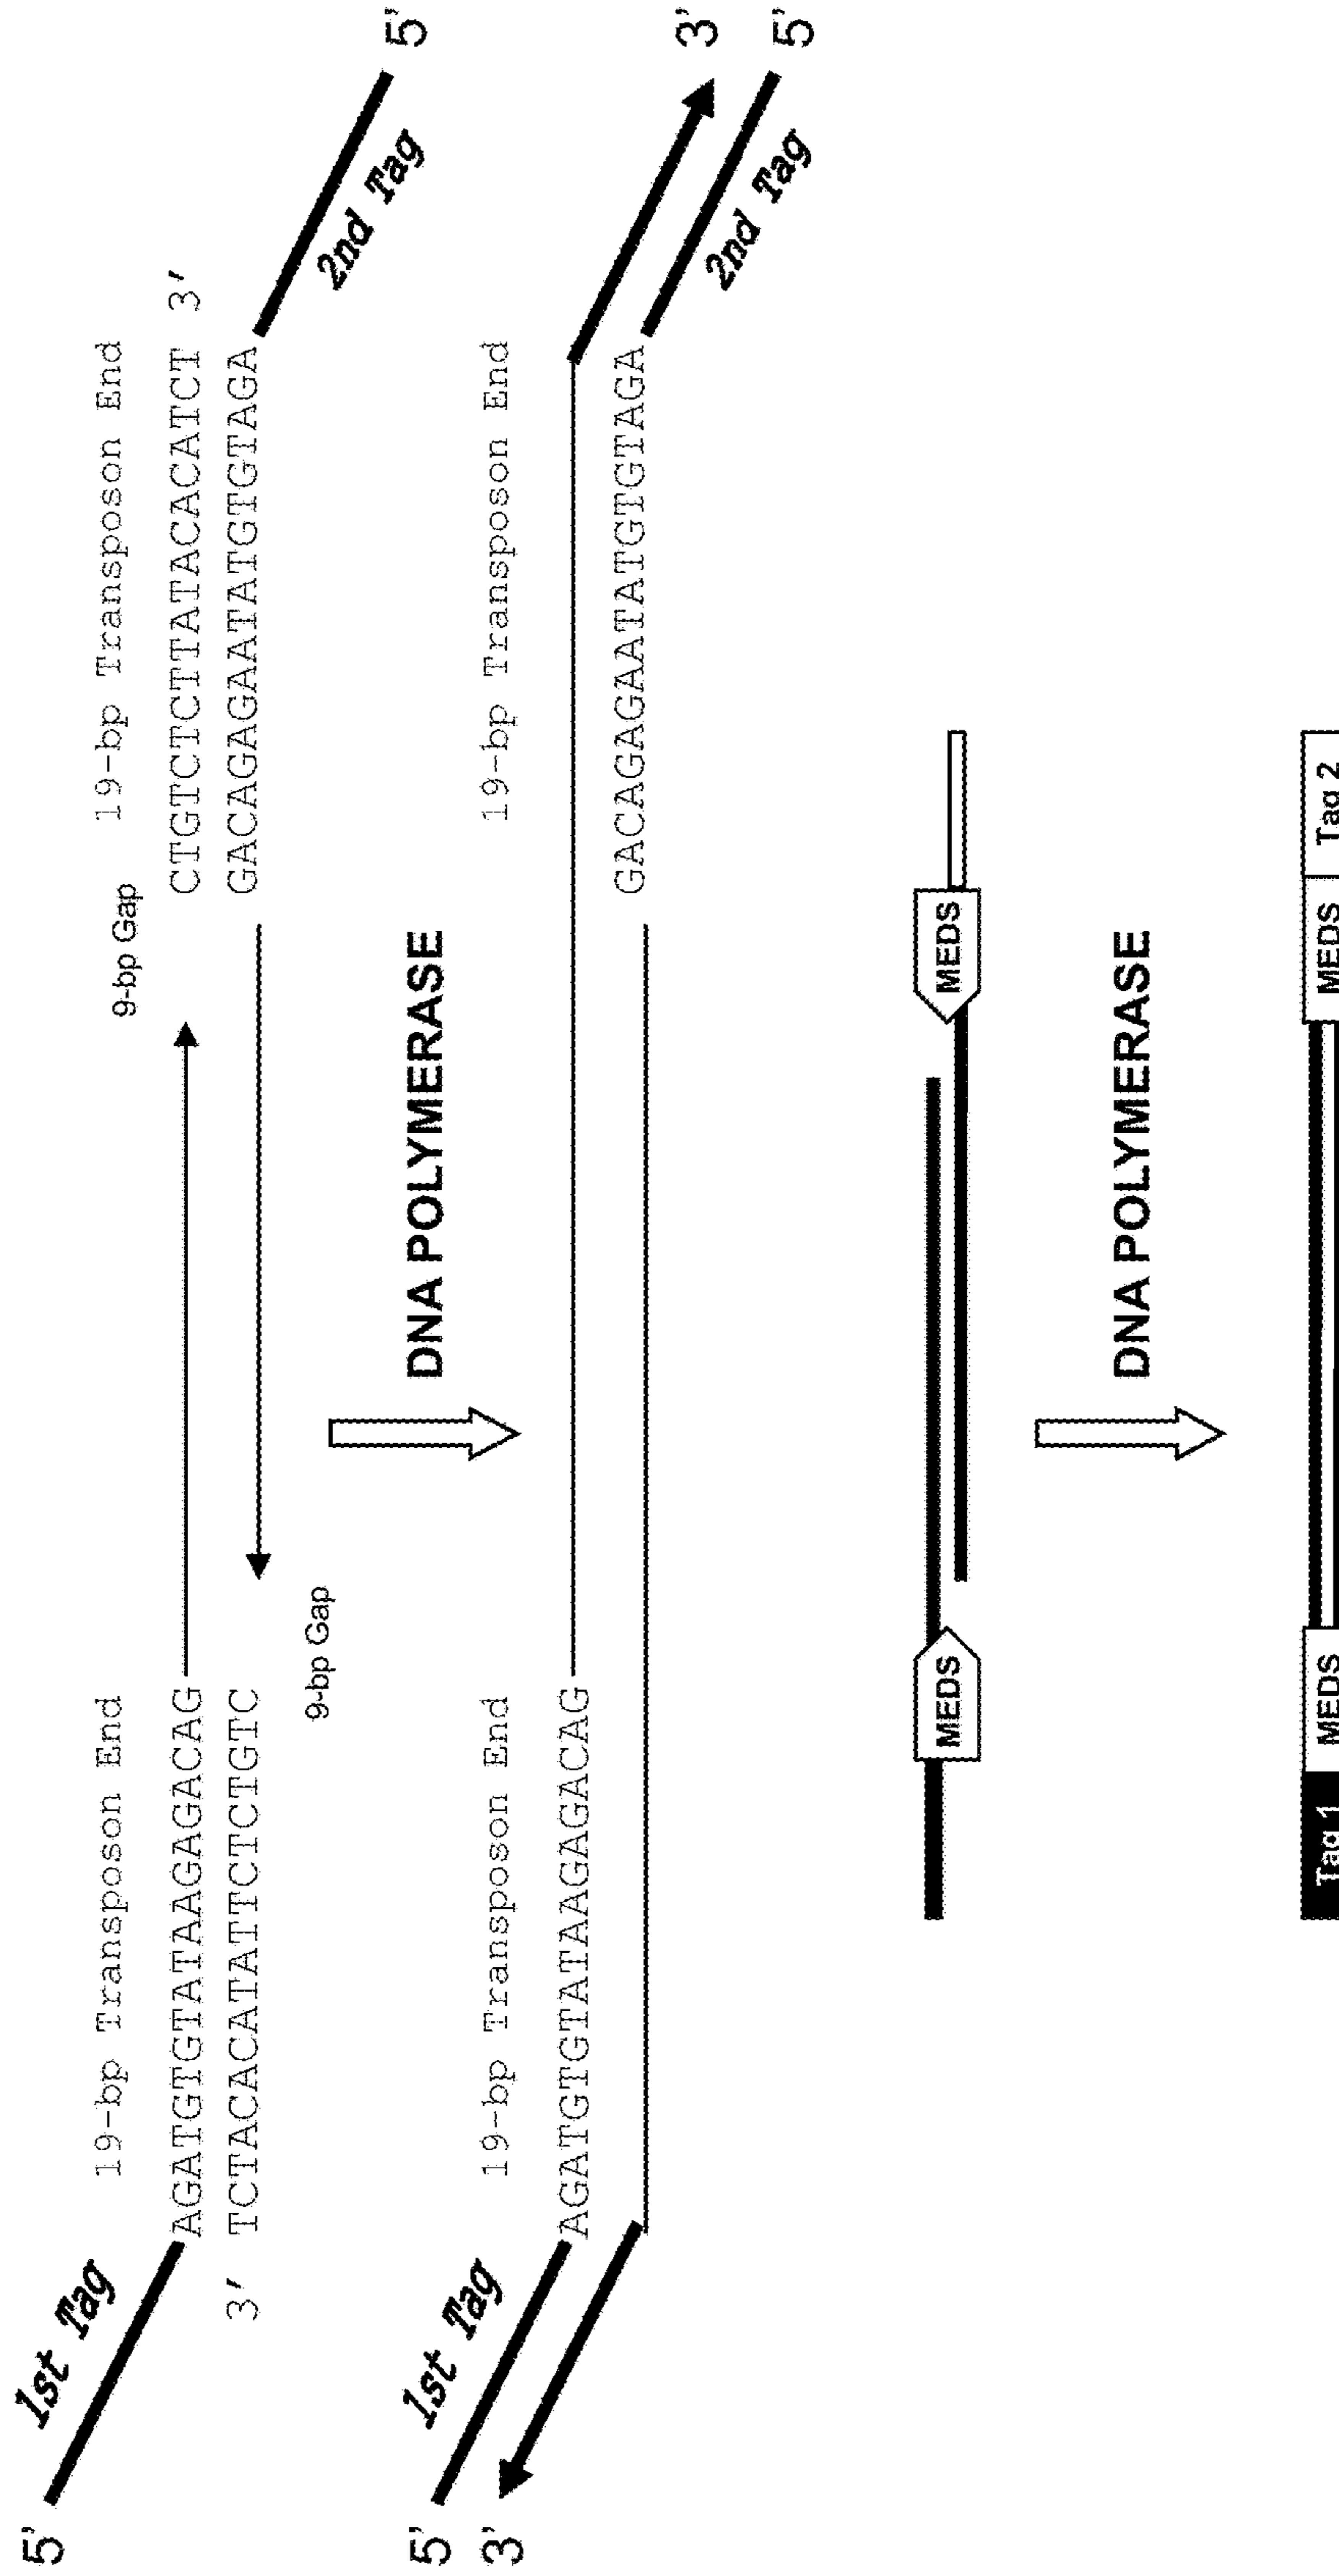 19-bp Transposon End
9-bp Gap
19-bp Transposon End
5'
1st Tag
AGATGTGTATAAGAGACAG
CTGTCTCTTATACACATCT 3'
3' TCTACACATATTCTCTGTC
GACAGAGAATATGTGTAGA
2nd Tag
5'
9-bp Gap
DNA POLYMERASE
19-bp Transposon End
19-bp Transposon End
5'
3'
1st Tag
AGATGTGTATAAGAGACAG
GACAGAGAATATGTGTAGA
2nd Tag
3'
5'
MEDS
MEDS
DNA POLYMERASE
Tag 1
MEDS
MEDS
Tag 2